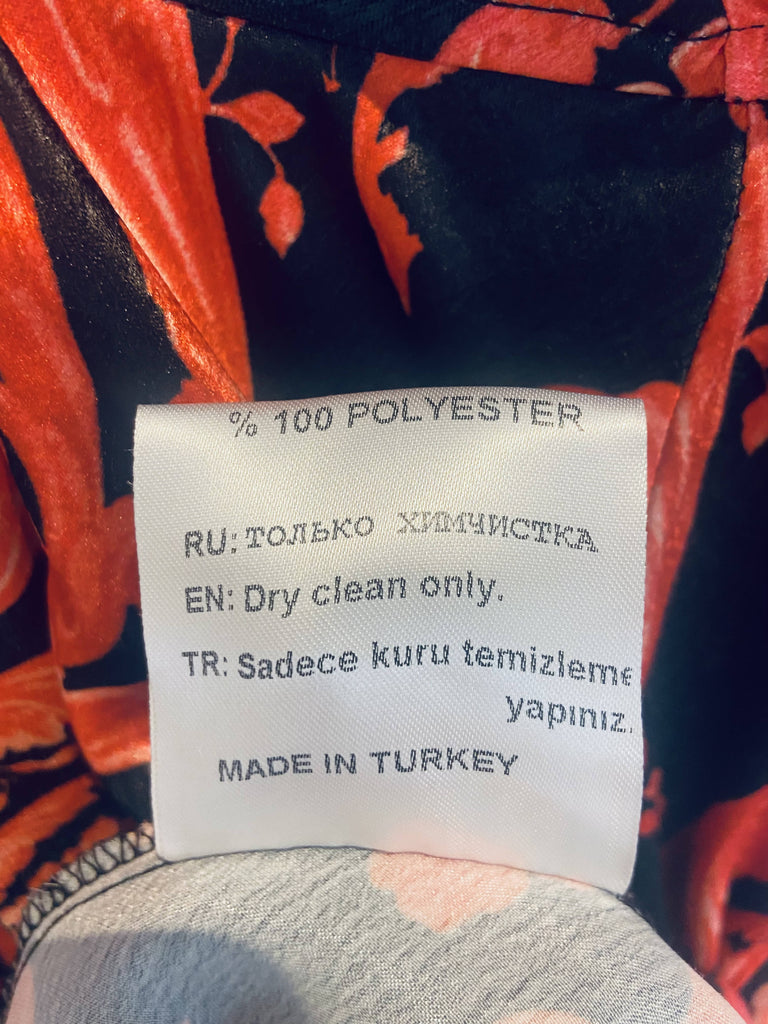 % 100 POLYESTER
RU: ТОЛЬКО ХИМЧИСТКА
EN: Dry clean only.
TR: Sadece kuru temizleme
yapınız.
MADE IN TURKEY